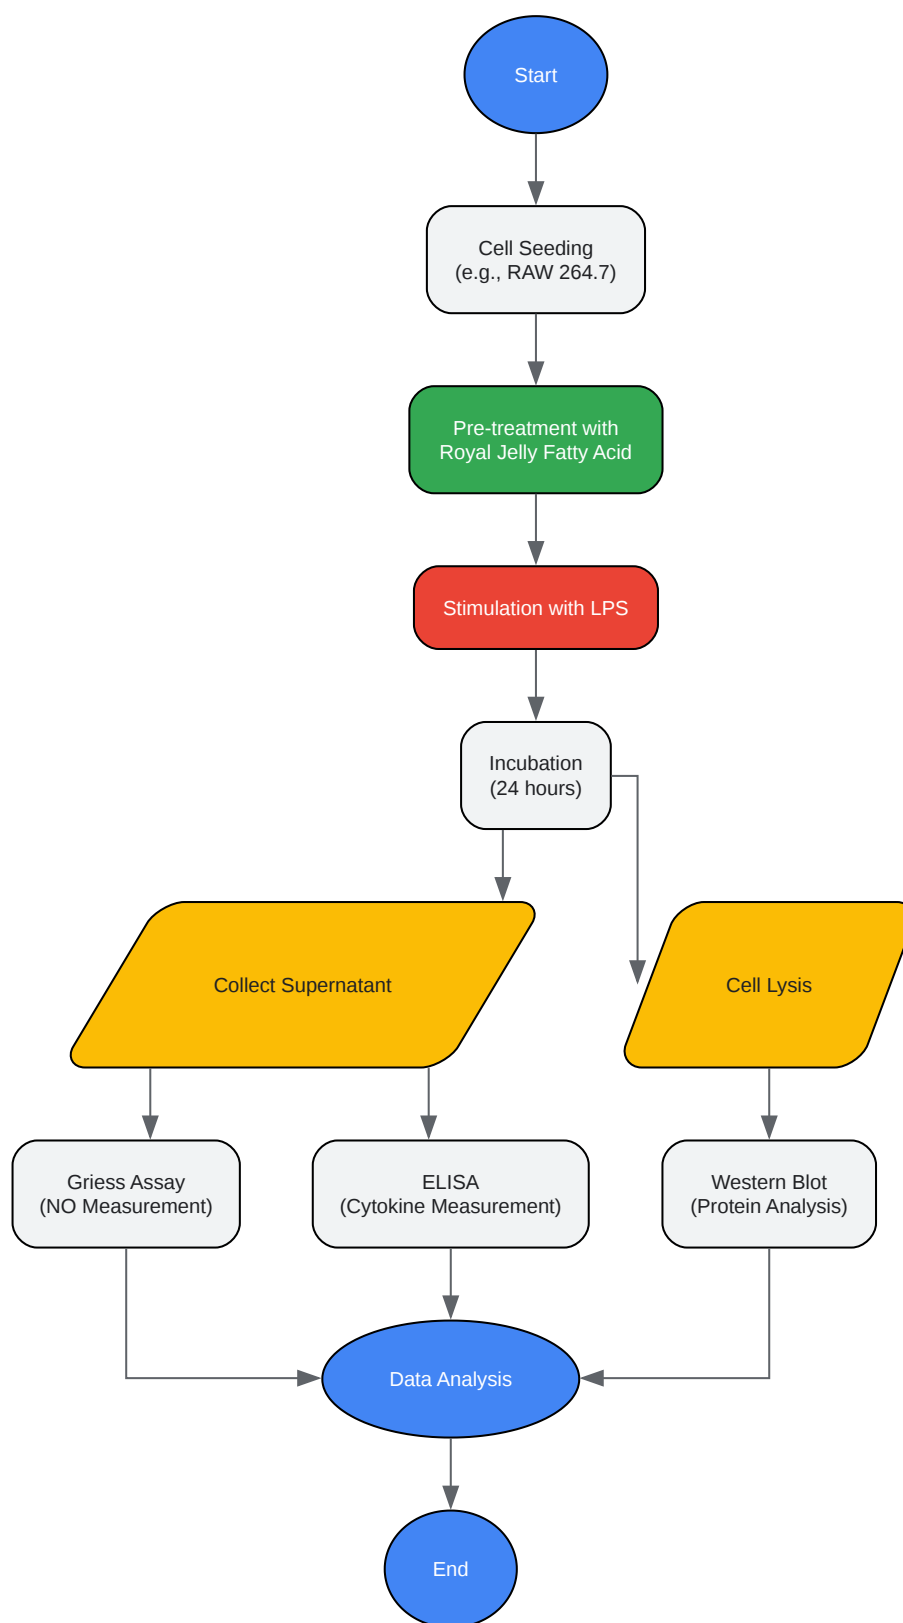 Start
Cell Seeding
(e.g., RAW 264.7)
Pre-treatment with
Royal Jelly Fatty Acid
Stimulation with LPS
Incubation
(24 hours)
Collect Supernatant
Cell Lysis
Griess Assay
(NO Measurement)
ELISA
(Cytokine Measurement)
Western Blot
(Protein Analysis)
Data Analysis
End